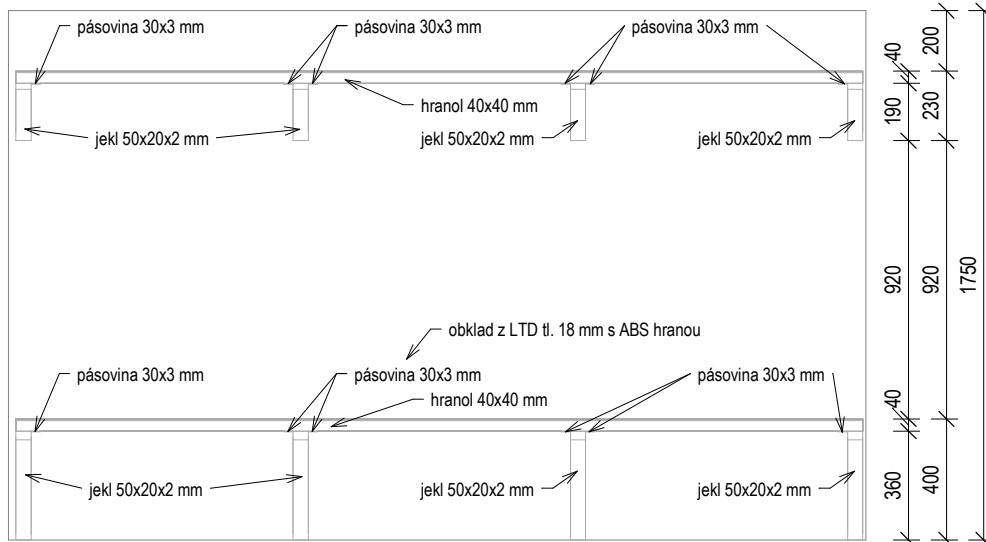 pásovina 30x3 mm
pásovina 30x3 mm
pásovina 30x3 mm
hranol 40x40 mm
jekl 50x20x2 mm
jekl 50x20x2 mm
jekl 50x20x2 mm
obklad z LTD tl. 18 mm s ABS hranou
pásovina 30x3 mm
pásovina 30x3 mm
pásovina 30x3 mm
hranol 40x40 mm
jekl 50x20x2 mm
jekl 50x20x2 mm
jekl 50x20x2 mm
40
190
920
40
360
200
230
920
400
1750